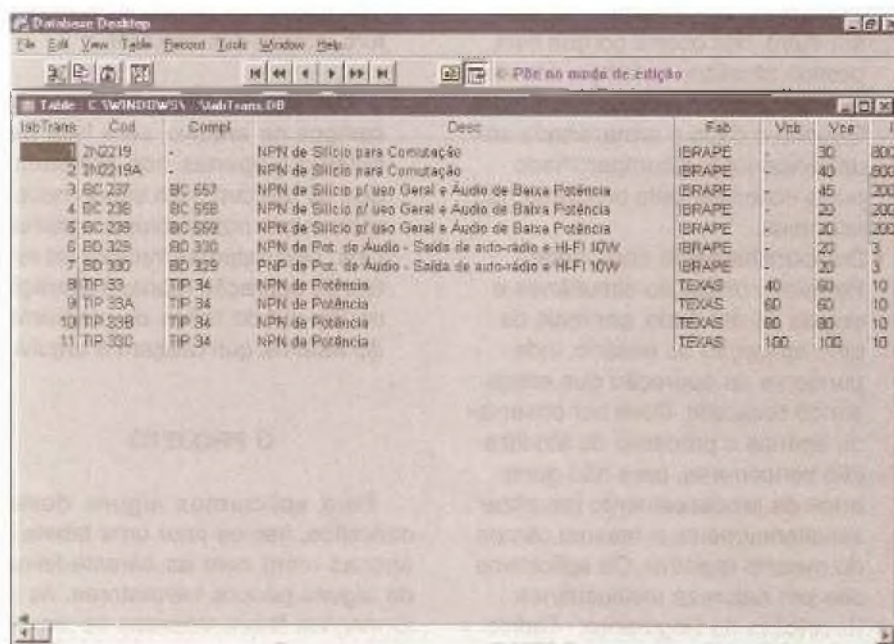 Database Desktop
File Edit View Table Record Tools Window Help
Põe no modo de edição
Table : C:\WINDOWS\...\tabTrans.DB
tabTrans Cod Compl Desc Fab Vcb Vce
1 2N2219 - NPN de Silício para Comutação IBRAPE - 30 800
2 2N2219A - NPN de Silício para Comutação IBRAPE - 40 800
3 BC 237 BC 557 NPN de Silício p/ uso Geral e Áudio de Baixa Potência IBRAPE - 45 200
4 BC 238 BC 558 NPN de Silício p/ uso Geral e Áudio de Baixa Potência IBRAPE - 20 200
5 BC 239 BC 559 NPN de Silício p/ uso Geral e Áudio de Baixa Potência IBRAPE - 20 200
6 BD 329 BD 330 NPN de Pot. de Áudio - Saída de auto-rádio e HI-FI 10W IBRAPE - 20 3
7 BD 330 BD 329 PNP de Pot. de Áudio - Saída de auto-rádio e HI-FI 10W IBRAPE - 20 3
8 TIP 33 TIP 34 NPN de Potência TEXAS 40 60 10
9 TIP 33A TIP 34 NPN de Potência TEXAS 60 60 10
10 TIP 33B TIP 34 NPN de Potência TEXAS 80 80 10
11 TIP 33C TIP 34 NPN de Potência TEXAS 100 100 10
O PROJETO